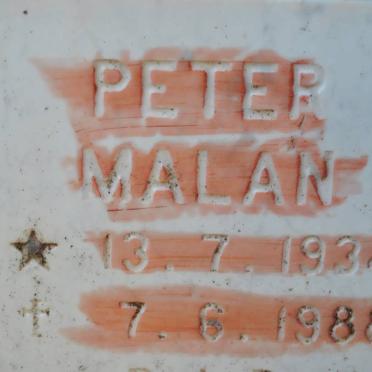 PETER
MALAN
★ 13. 7. 193
✝ 7. 6. 198